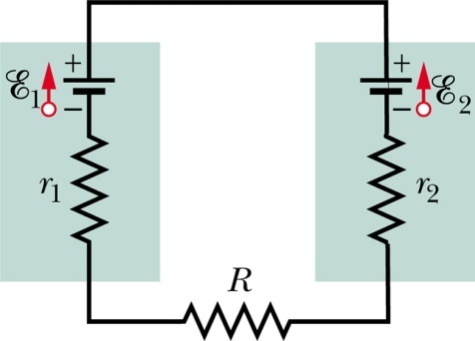 + +
ℰ1 ℰ2
− −
r1 r2
R